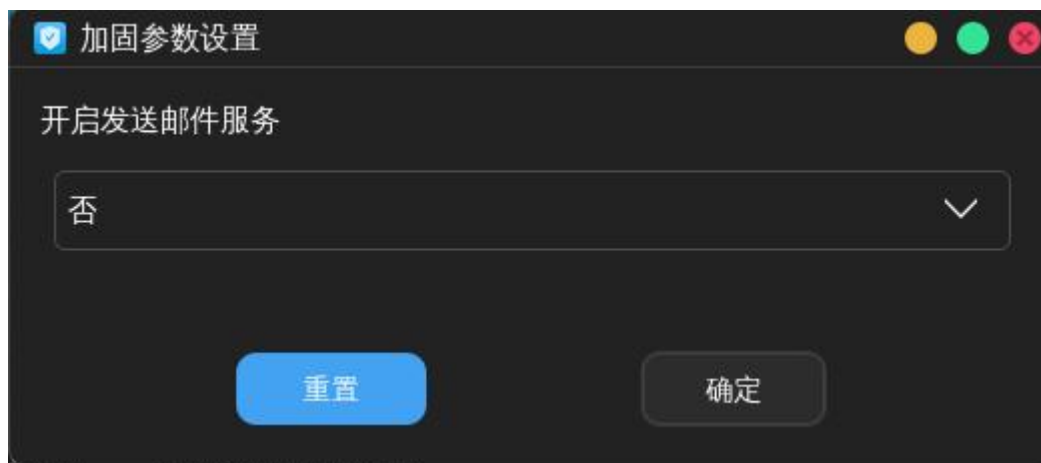 加固参数设置
开启发送邮件服务
否
重置
确定